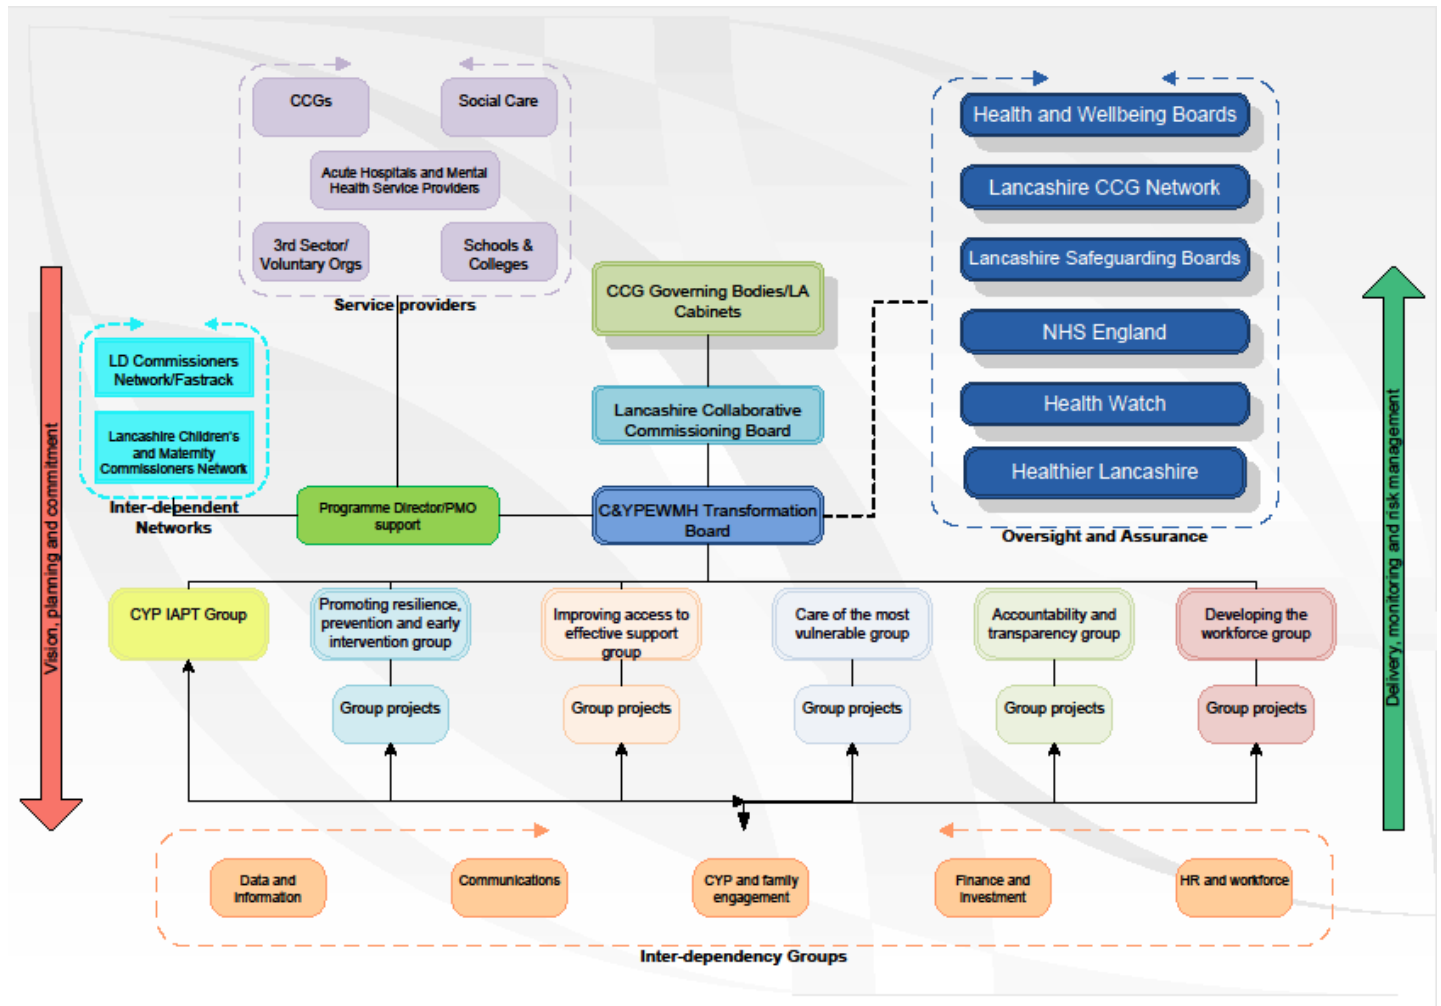 CCGs
Social Care
Acute Hospitals and Mental
Health Service Providers
3rd Sector/
Voluntary Orgs
Schools &
Colleges
Service providers
LD Commissioners
Network/Fastrack
Lancashire Children's
and Maternity
Commissioners Network
Inter-dependent
Networks
Programme Director/PMO
support
CCG Governing Bodies/LA
Cabinets
Lancashire Collaborative
Commissioning Board
C&YPEWMH Transformation
Board
Health and Wellbeing Boards
Lancashire CCG Network
Lancashire Safeguarding Boards
NHS England
Health Watch
Healthier Lancashire
Oversight and Assurance
Vision, planning and commitment
Delivery, monitoring and risk management
CYP IAPT Group
Promoting resilience,
prevention and early
intervention group
Improving access to
effective support
group
Care of the most
vulnerable group
Accountability and
transparency group
Developing the
workforce group
Group projects
Group projects
Group projects
Group projects
Group projects
Data and
Information
Communications
CYP and family
engagement
Finance and
Investment
HR and workforce
Inter-dependency Groups